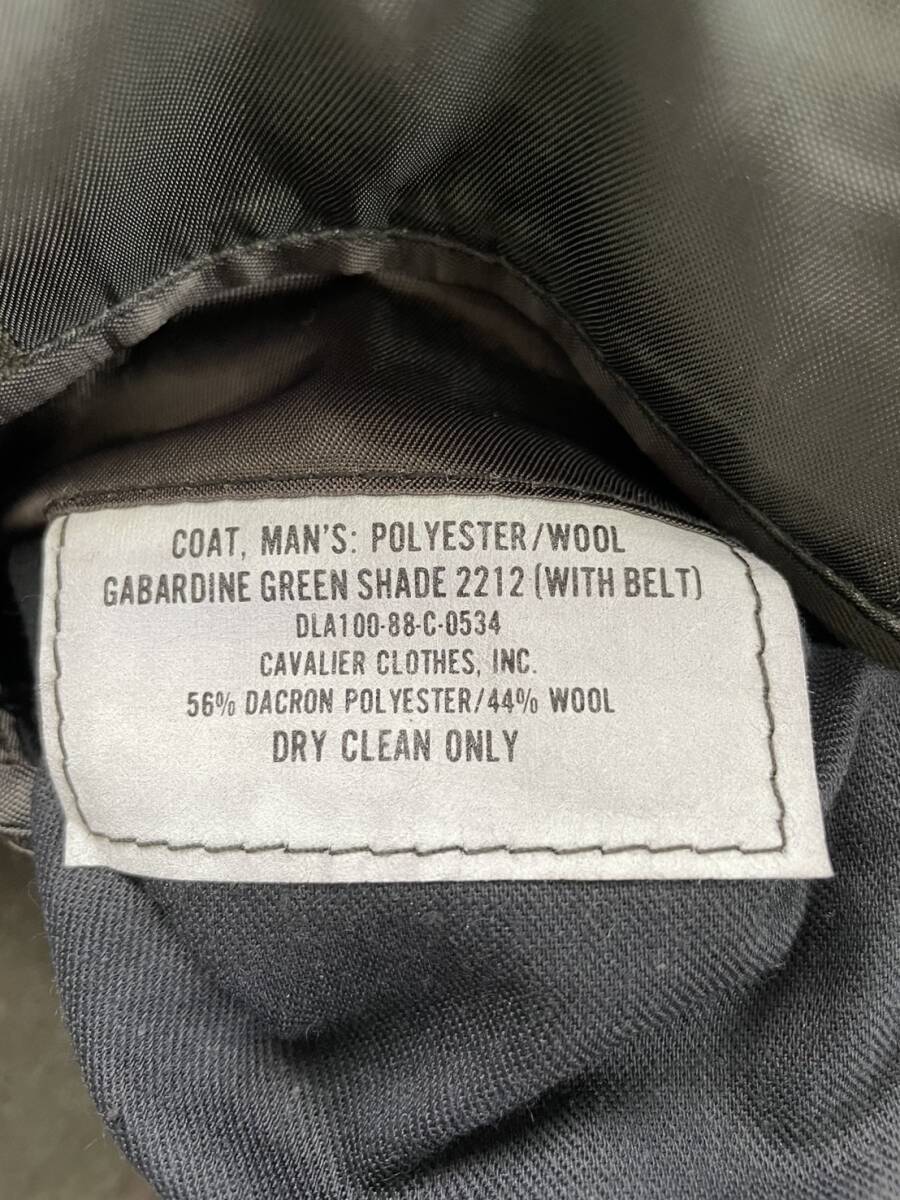 COAT, MAN'S: POLYESTER/WOOL
GABARDINE GREEN SHADE 2212 (WITH BELT)
DLA100-88-C-0534
CAVALIER CLOTHES, INC.
56% DACRON POLYESTER/44% WOOL
DRY CLEAN ONLY